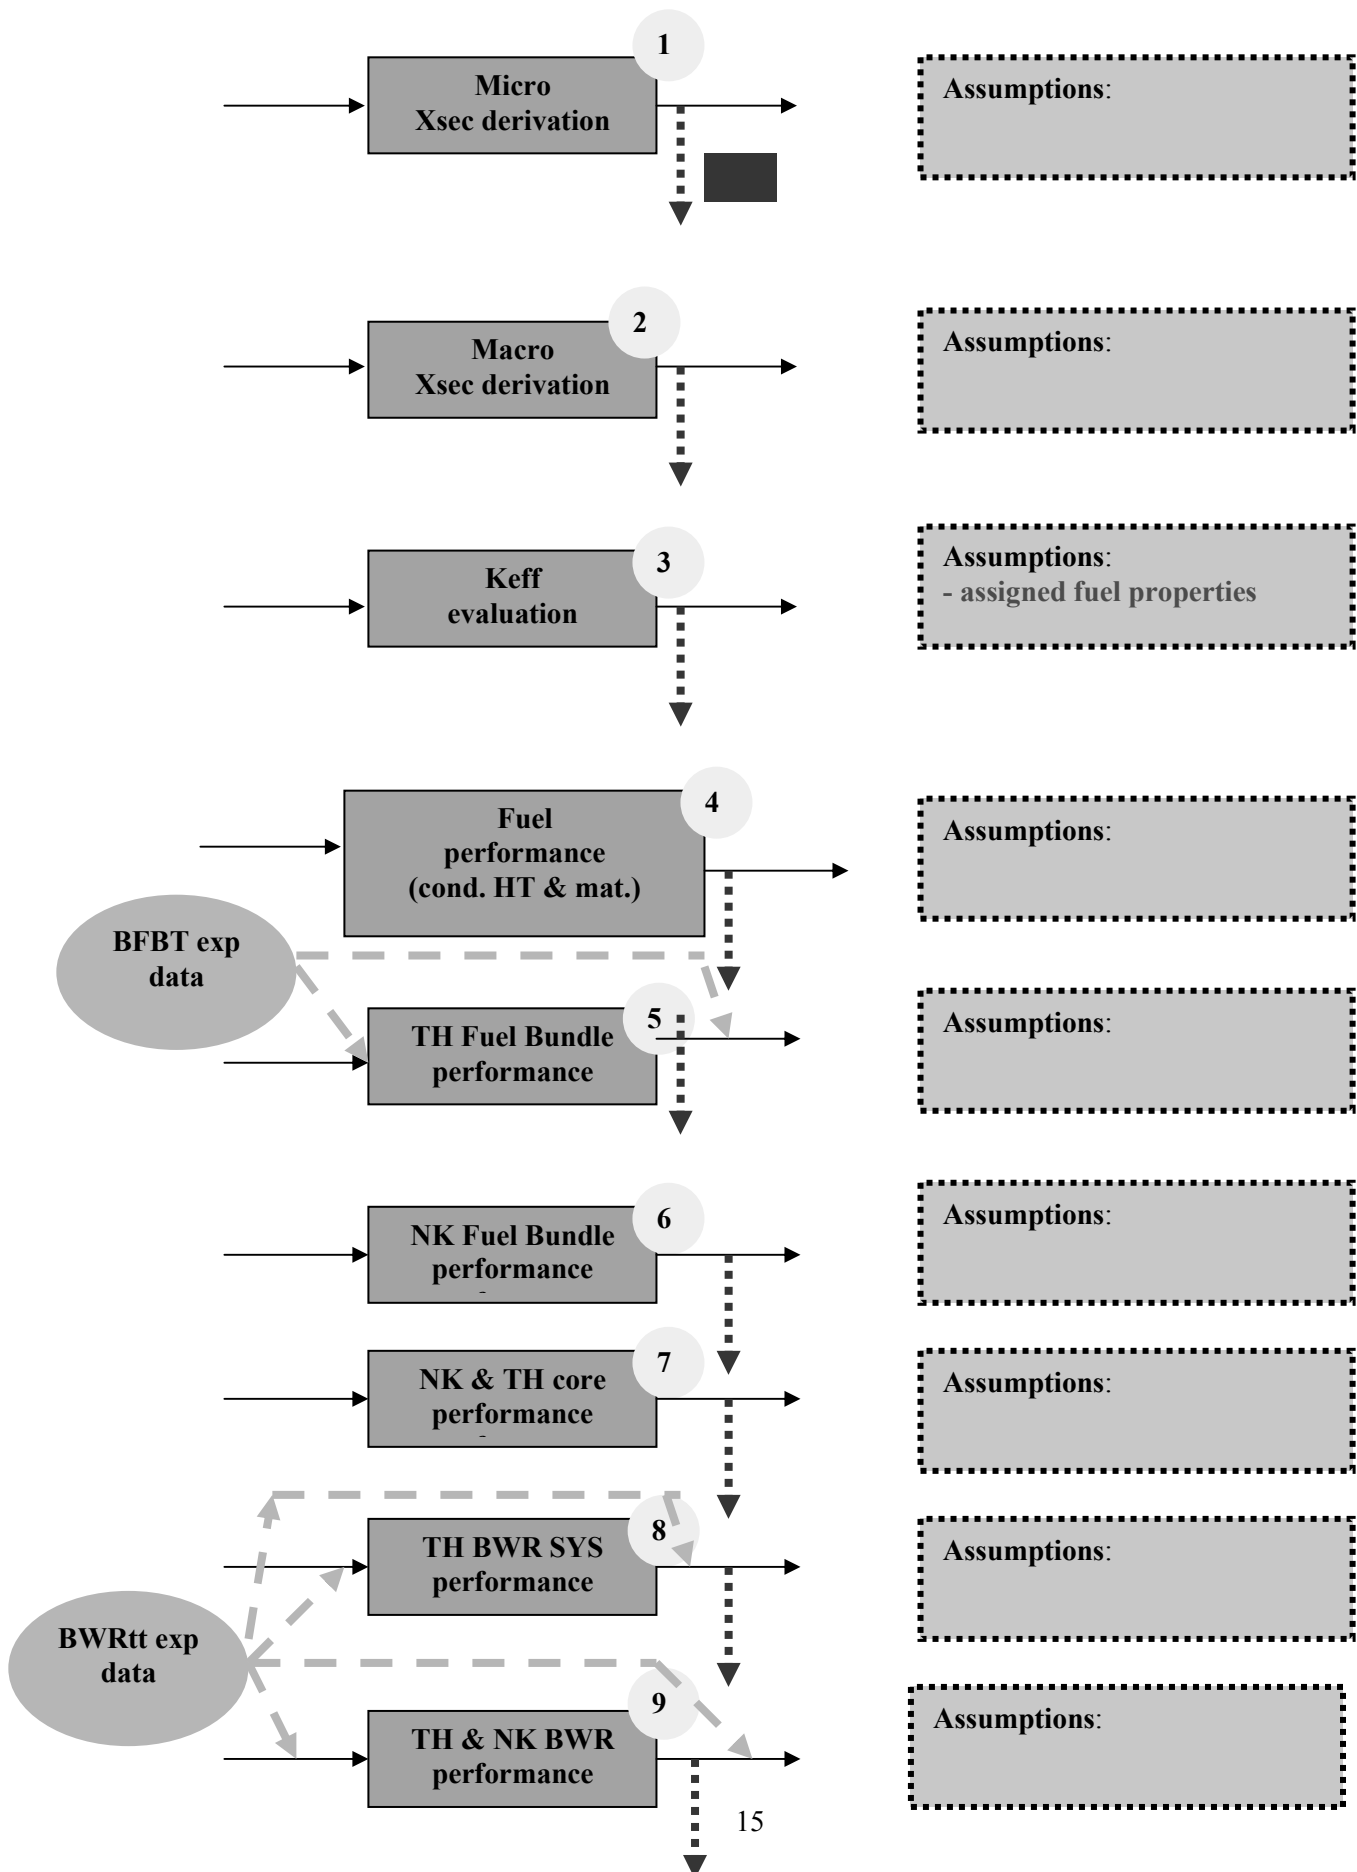 1
Micro
Xsec derivation
Assumptions:
2
Macro
Xsec derivation
Assumptions:
3
Keff
evaluation
Assumptions:
- assigned fuel properties
4
Fuel
performance
(cond. HT & mat.)
Assumptions:
BFBT exp
data
5
TH Fuel Bundle
performance
Assumptions:
6
NK Fuel Bundle
performance
Assumptions:
7
NK & TH core
performance
Assumptions:
8
TH BWR SYS
performance
Assumptions:
BWRtt exp
data
9
TH & NK BWR
performance
Assumptions:
15